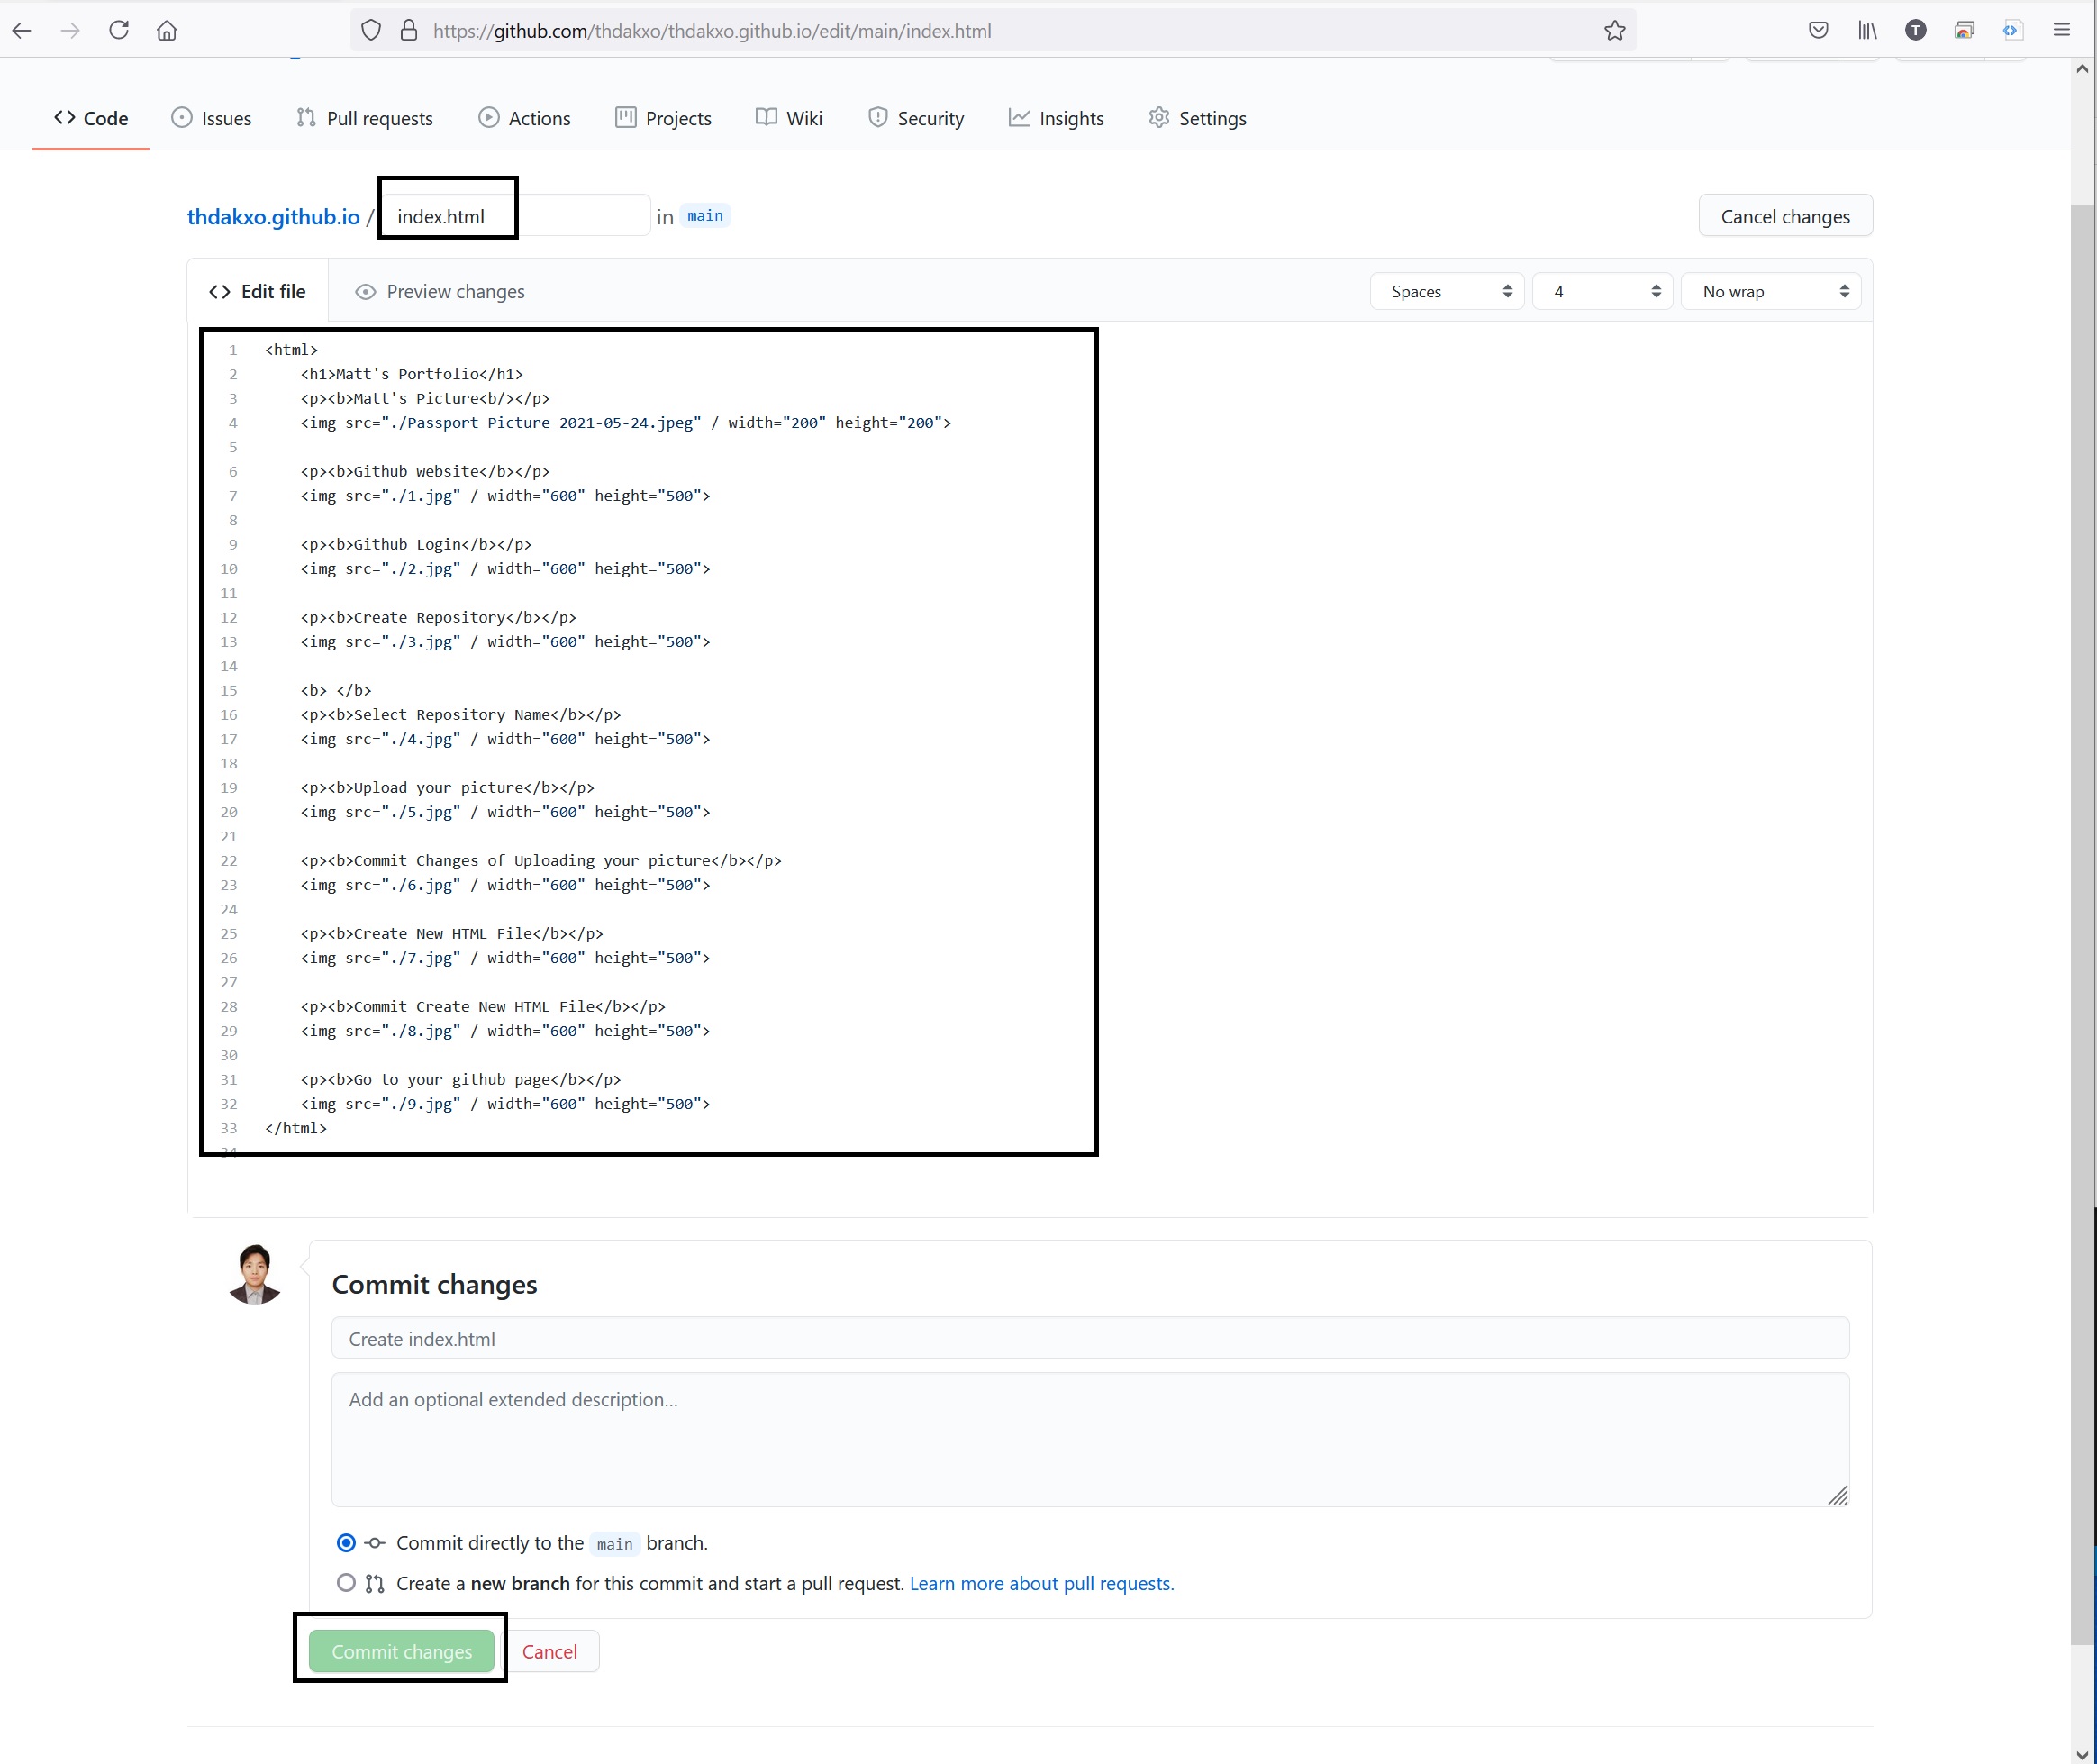 https://github.com/thdakxo/thdakxo.github.io/edit/main/index.html
T
Code Issues Pull requests Actions Projects Wiki Security Insights Settings
thdakxo.github.io / index.html in main Cancel changes
Edit file Preview changes Spaces 4 No wrap
1 <html>
2 <h1>Matt's Portfolio</h1>
3 <p><b>Matt's Picture<b/></p>
4 <img src="./Passport Picture 2021-05-24.jpeg" / width="200" height="200">
5
6 <p><b>Github website</b></p>
7 <img src="./1.jpg" / width="600" height="500">
8
9 <p><b>Github Login</b></p>
10 <img src="./2.jpg" / width="600" height="500">
11
12 <p><b>Create Repository</b></p>
13 <img src="./3.jpg" / width="600" height="500">
14
15 <b> </b>
16 <p><b>Select Repository Name</b></p>
17 <img src="./4.jpg" / width="600" height="500">
18
19 <p><b>Upload your picture</b></p>
20 <img src="./5.jpg" / width="600" height="500">
21
22 <p><b>Commit Changes of Uploading your picture</b></p>
23 <img src="./6.jpg" / width="600" height="500">
24
25 <p><b>Create New HTML File</b></p>
26 <img src="./7.jpg" / width="600" height="500">
27
28 <p><b>Commit Create New HTML File</b></p>
29 <img src="./8.jpg" / width="600" height="500">
30
31 <p><b>Go to your github page</b></p>
32 <img src="./9.jpg" / width="600" height="500">
33 </html>
34
Commit changes
Create index.html
Add an optional extended description...
Commit directly to the main branch.
Create a new branch for this commit and start a pull request. Learn more about pull requests.
Commit changes Cancel